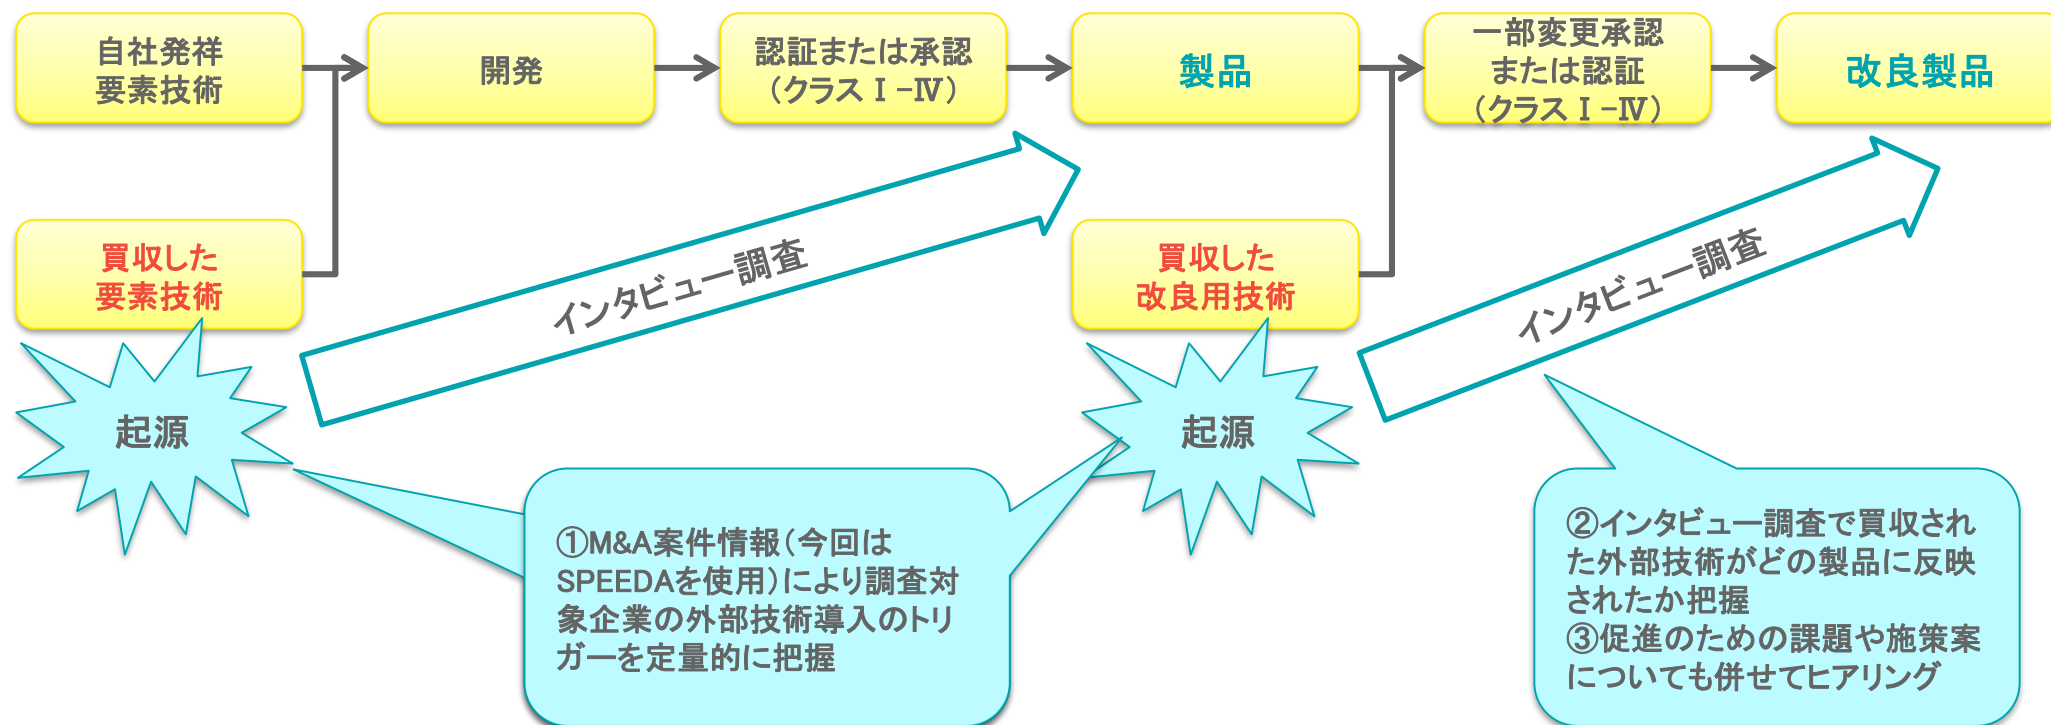 自社発祥
要素技術
開発
認証または承認
（クラスⅠ-Ⅳ）
製品
一部変更承認
または認証
（クラスⅠ-Ⅳ）
改良製品
買収した
要素技術
インタビュー調査
買収した
改良用技術
インタビュー調査
起源
起源
①M&A案件情報（今回は
SPEEDAを使用）により調査対
象企業の外部技術導入のトリ
ガーを定量的に把握
②インタビュー調査で買収され
た外部技術がどの製品に反映
されたか把握
③促進のための課題や施策案
についても併せてヒアリング